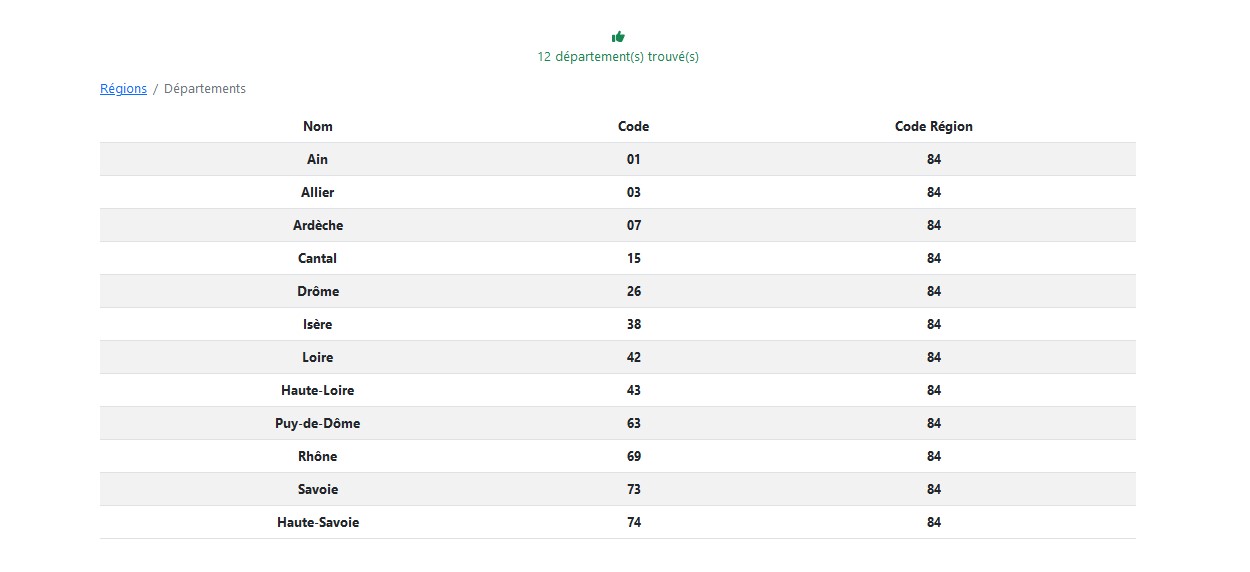 12 département(s) trouvé(s)
Régions / Départements
Nom Code Code Région
Ain 01 84
Allier 03 84
Ardèche 07 84
Cantal 15 84
Drôme 26 84
Isère 38 84
Loire 42 84
Haute-Loire 43 84
Puy-de-Dôme 63 84
Rhône 69 84
Savoie 73 84
Haute-Savoie 74 84